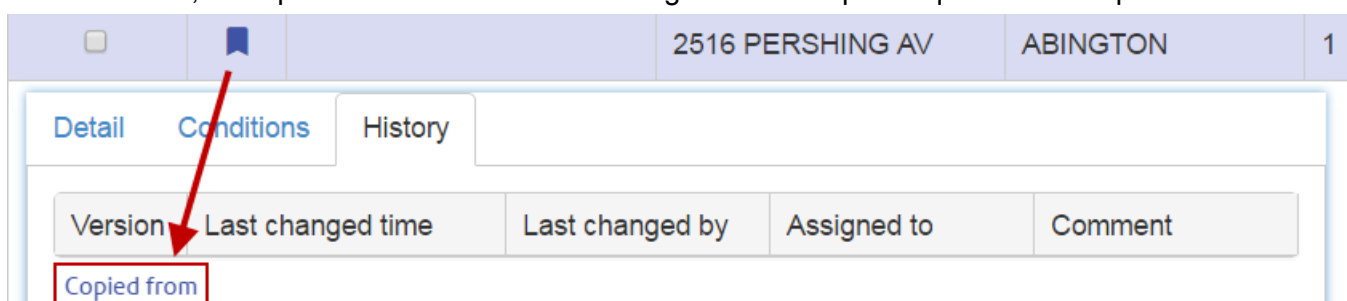 2516 PERSHING AV ABINGTON 1
Detail Conditions History
Version Last changed time Last changed by Assigned to Comment
Copied from